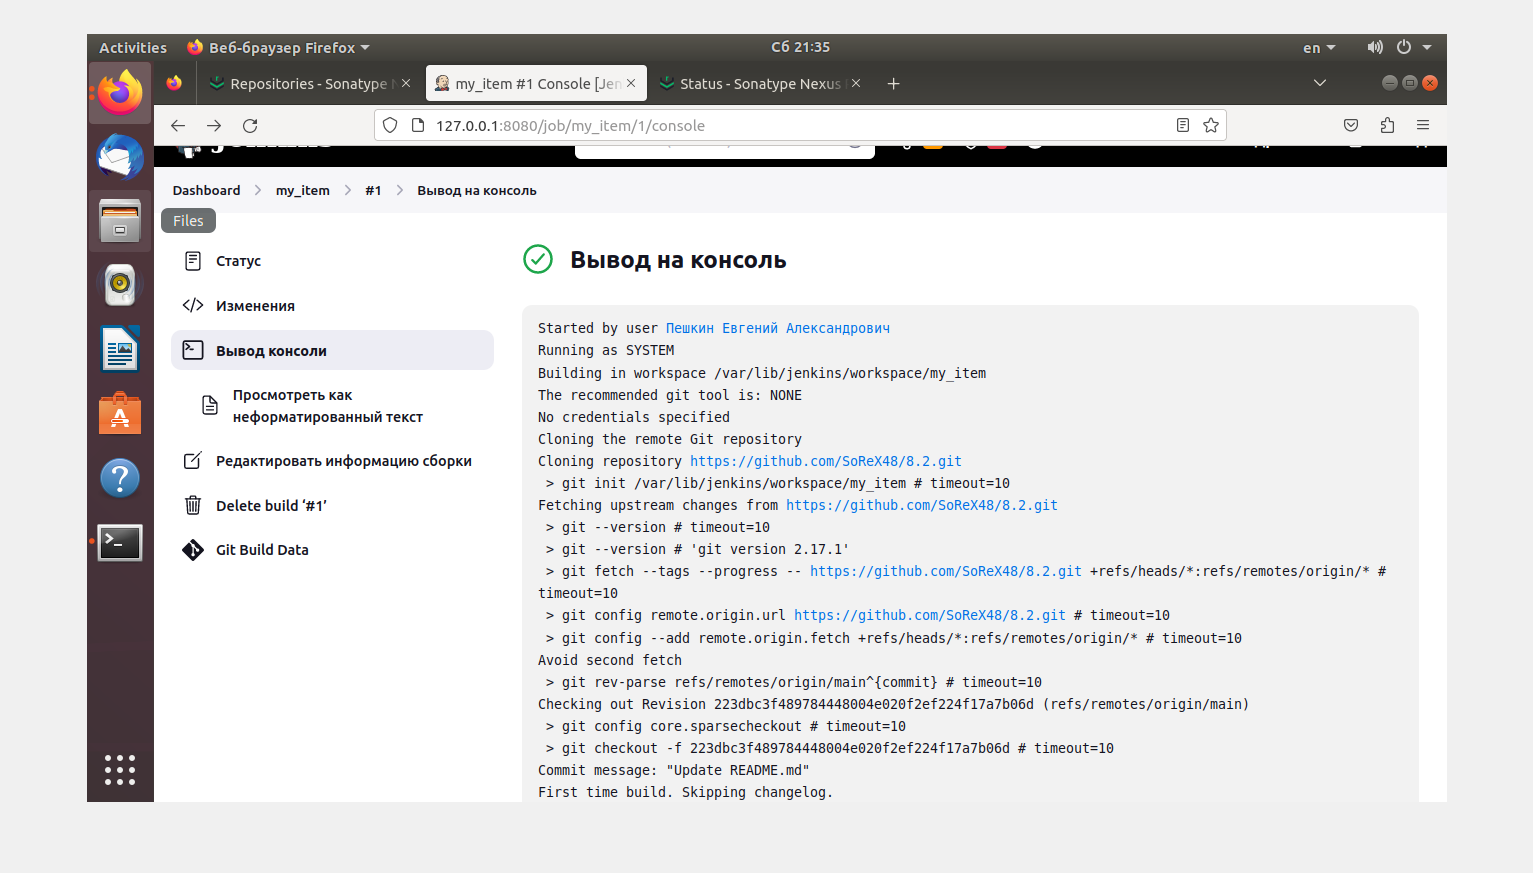 Activities
Веб-браузер Firefox
Сб 21:35
en
Repositories - Sonatype N
my_item #1 Console [Jen
Status - Sonatype Nexus
127.0.0.1:8080/job/my_item/1/console
Dashboard
my_item
#1
Вывод на консоль
Files
Статус
Изменения
Вывод консоли
Просмотреть как
неформатированный текст
Редактировать информацию сборки
Delete build ‘#1’
Git Build Data
Вывод на консоль
Started by user Пешкин Евгений Александрович
Running as SYSTEM
Building in workspace /var/lib/jenkins/workspace/my_item
The recommended git tool is: NONE
No credentials specified
Cloning the remote Git repository
Cloning repository https://github.com/SoReX48/8.2.git
> git init /var/lib/jenkins/workspace/my_item # timeout=10
Fetching upstream changes from https://github.com/SoReX48/8.2.git
> git --version # timeout=10
> git --version # 'git version 2.17.1'
> git fetch --tags --progress -- https://github.com/SoReX48/8.2.git +refs/heads/*:refs/remotes/origin/* #
timeout=10
> git config remote.origin.url https://github.com/SoReX48/8.2.git # timeout=10
> git config --add remote.origin.fetch +refs/heads/*:refs/remotes/origin/* # timeout=10
Avoid second fetch
> git rev-parse refs/remotes/origin/main^{commit} # timeout=10
Checking out Revision 223dbc3f489784448004e020f2ef224f17a7b06d (refs/remotes/origin/main)
> git config core.sparsecheckout # timeout=10
> git checkout -f 223dbc3f489784448004e020f2ef224f17a7b06d # timeout=10
Commit message: "Update README.md"
First time build. Skipping changelog.